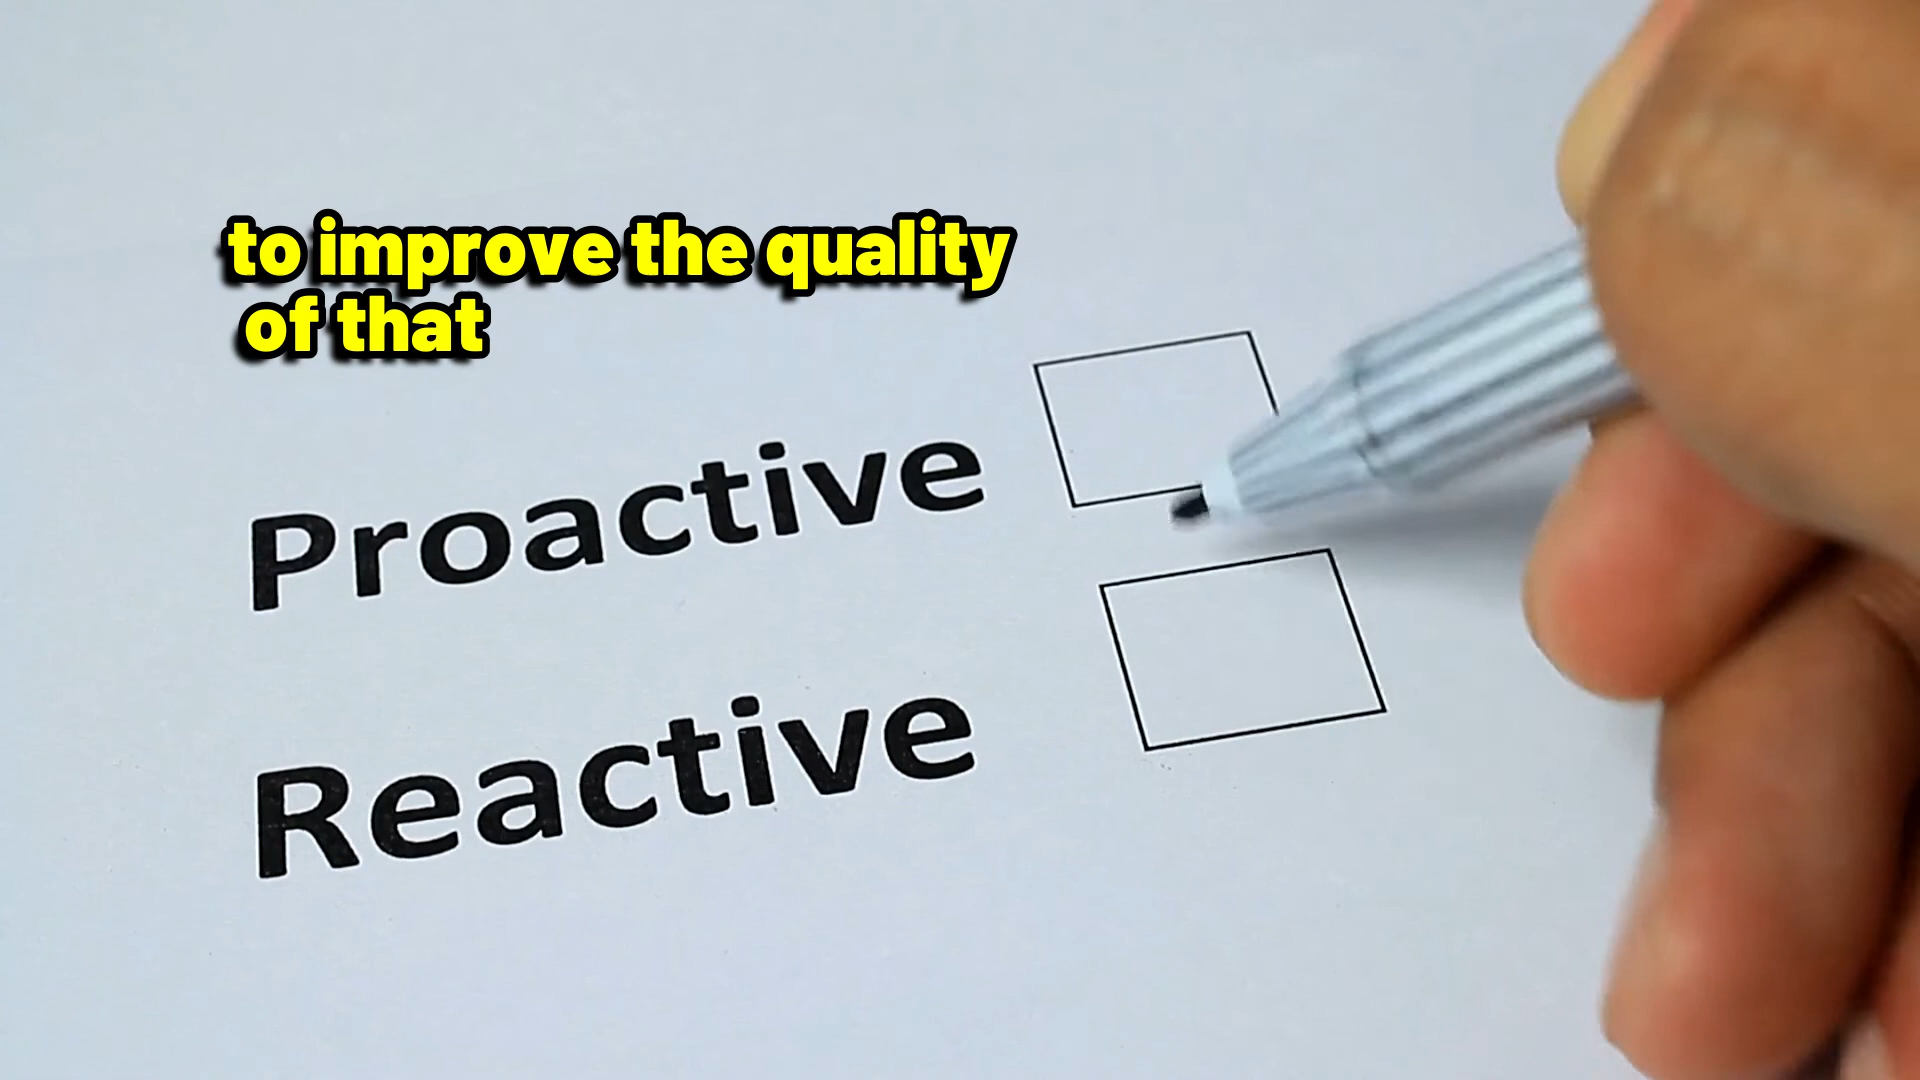 to improve the quality
of that
Proactive
Reactive